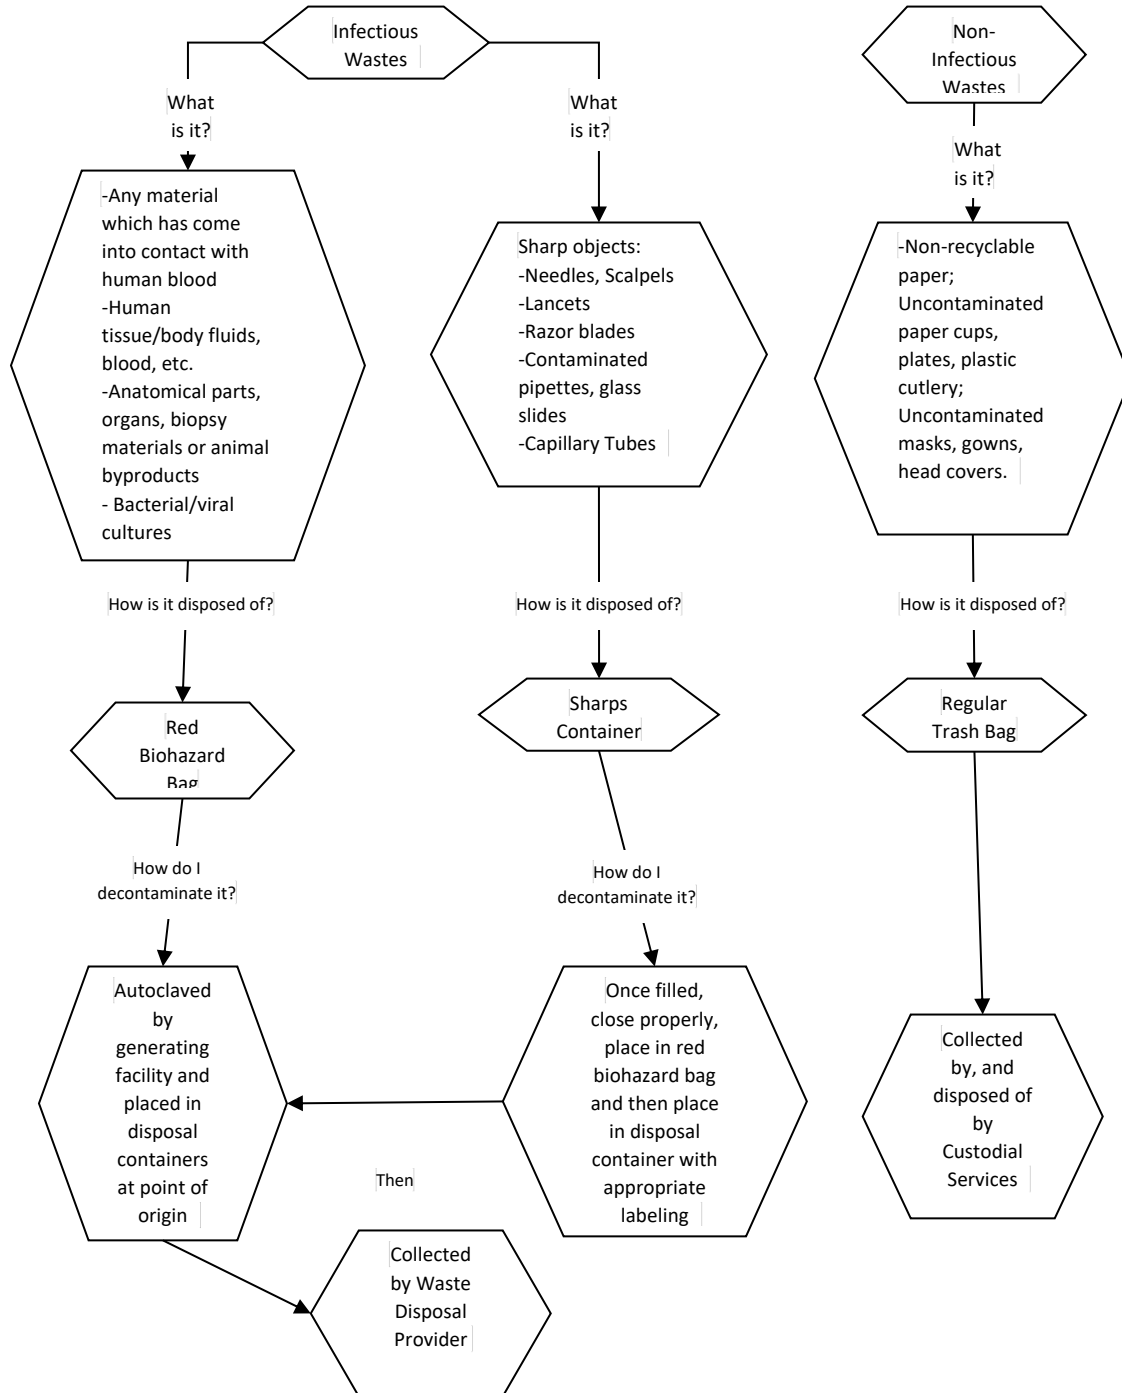 Infectious
Wastes
Non-
Infectious
Wastes
What
is it?
What
is it?
What
is it?
-Any material
which has come
into contact with
human blood
-Human
tissue/body fluids,
blood, etc.
-Anatomical parts,
organs, biopsy
materials or animal
byproducts
- Bacterial/viral
cultures
Sharp objects:
-Needles, Scalpels
-Lancets
-Razor blades
-Contaminated
pipettes, glass
slides
-Capillary Tubes
-Non-recyclable
paper;
Uncontaminated
paper cups,
plates, plastic
cutlery;
Uncontaminated
masks, gowns,
head covers.
How is it disposed of?
How is it disposed of?
How is it disposed of?
Red
Biohazard
Bag
Sharps
Container
Regular
Trash Bag
How do I
decontaminate it?
How do I
decontaminate it?
Autoclaved
by
generating
facility and
placed in
disposal
containers
at point of
origin
Once filled,
close properly,
place in red
biohazard bag
and then place
in disposal
container with
appropriate
labeling
Collected
by, and
disposed of
by
Custodial
Services
Then
Collected
by Waste
Disposal
Provider